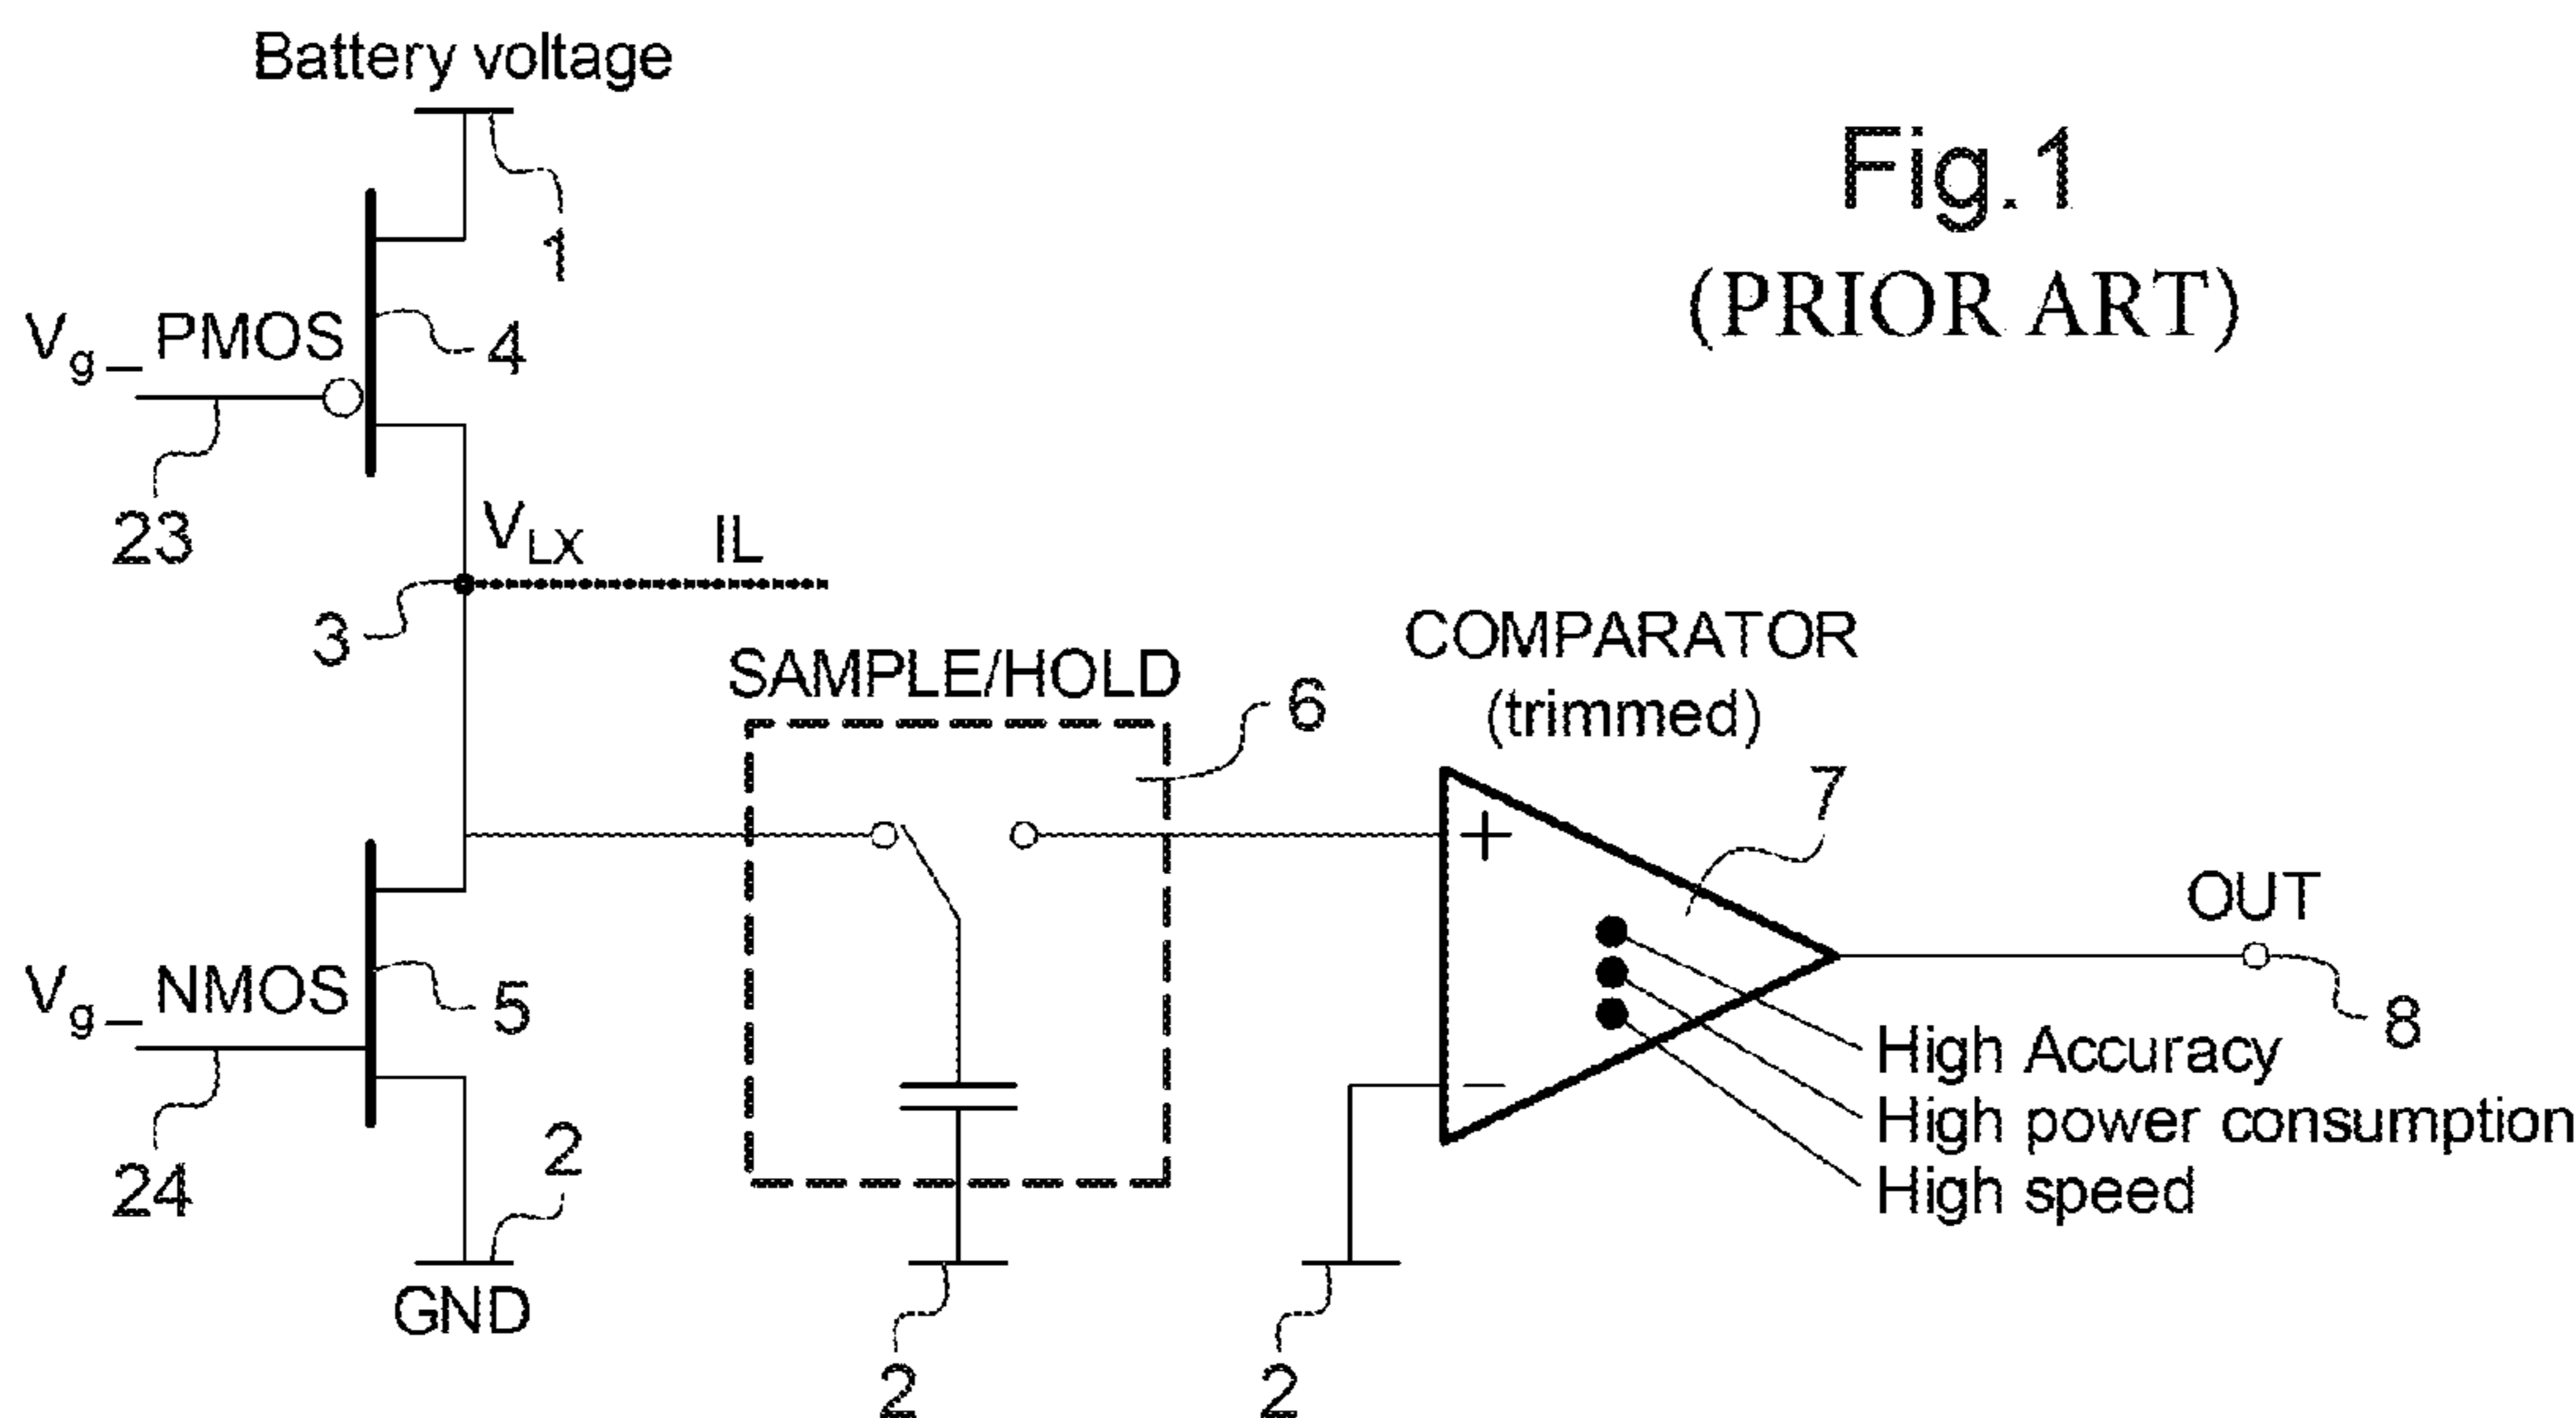 Battery voltage
Fig.1
(PRIOR ART)
1
Vg_PMOS
4
23
VLX IL
3
SAMPLE/HOLD
6
COMPARATOR
(trimmed)
7
+
OUT
8
Vg_NMOS
5
High Accuracy
High power consumption
High speed
−
24
2
GND
2
2